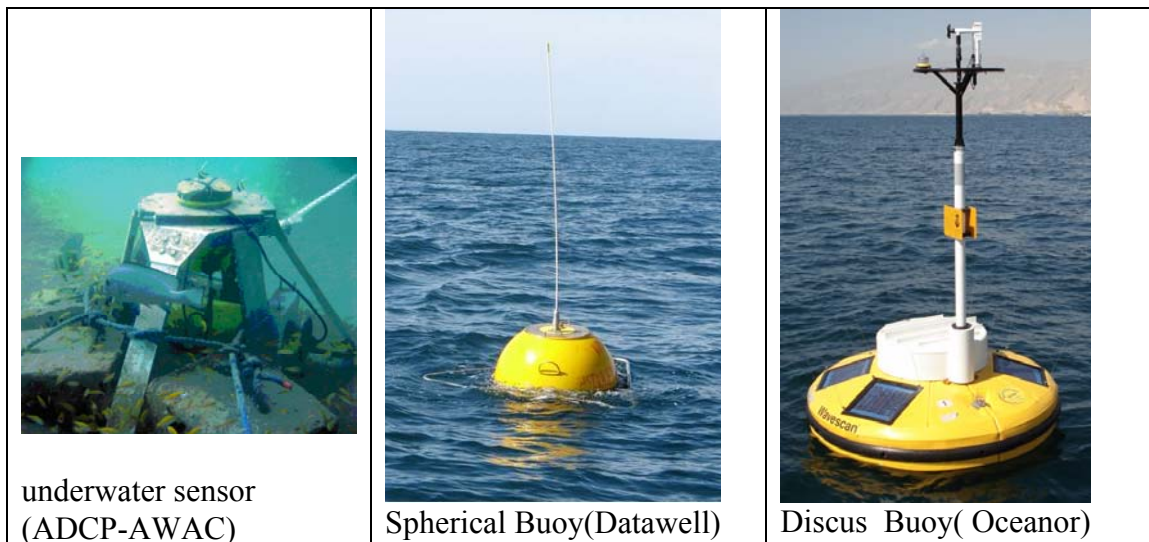 underwater sensor
(ADCP-AWAC)
Spherical Buoy(Datawell)
Wavescan
Discus Buoy( Oceanor)